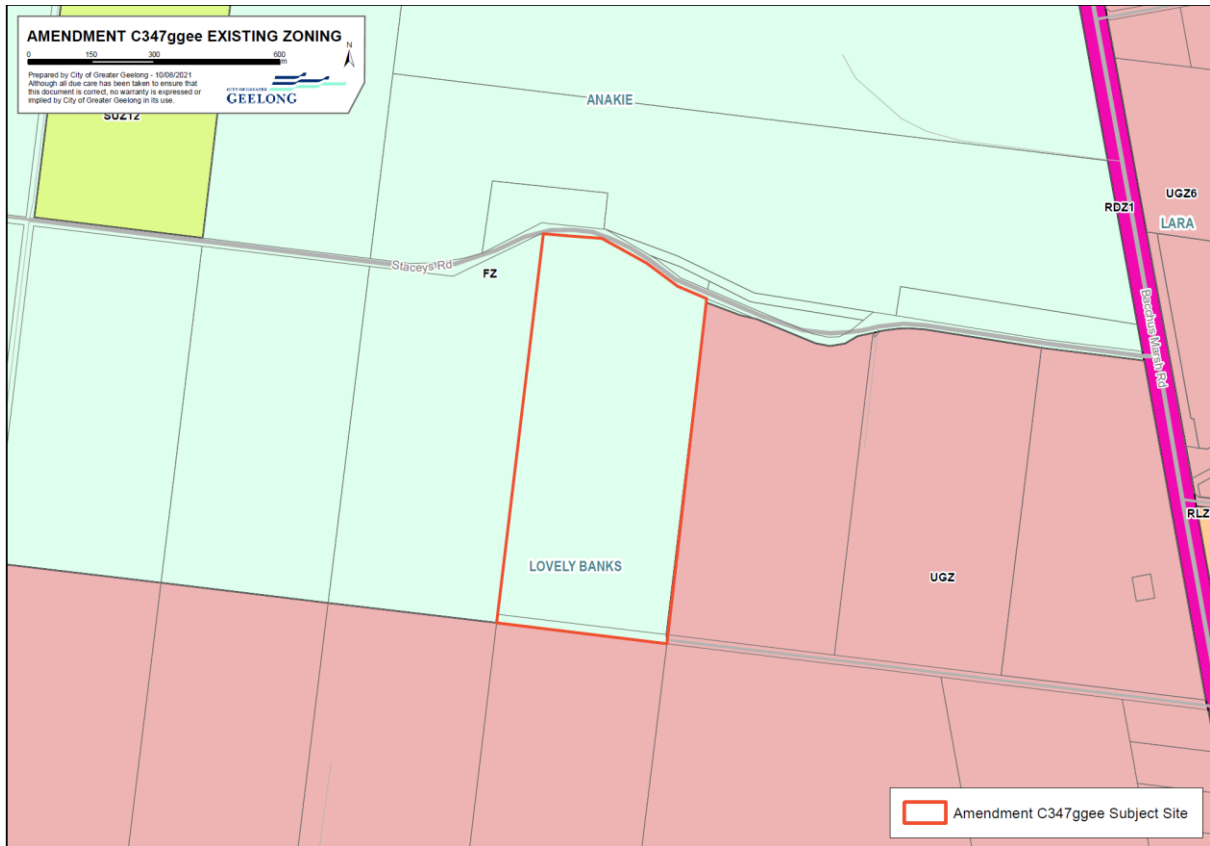 AMENDMENT C347ggee EXISTING ZONING
N
0 150 300 600
m
Prepared by City of Greater Geelong - 10/08/2021
Although all due care has been taken to ensure that
this document is correct, no warranty is expressed or
implied by City of Greater Geelong in its use.
CITY OF GREATER
GEELONG
SUZ12
ANAKIE
UGZ6
RDZ1
LARA
Staceys Rd
FZ
Bacchus Marsh Rd
RLZ
LOVELY BANKS
UGZ
Amendment C347ggee Subject Site